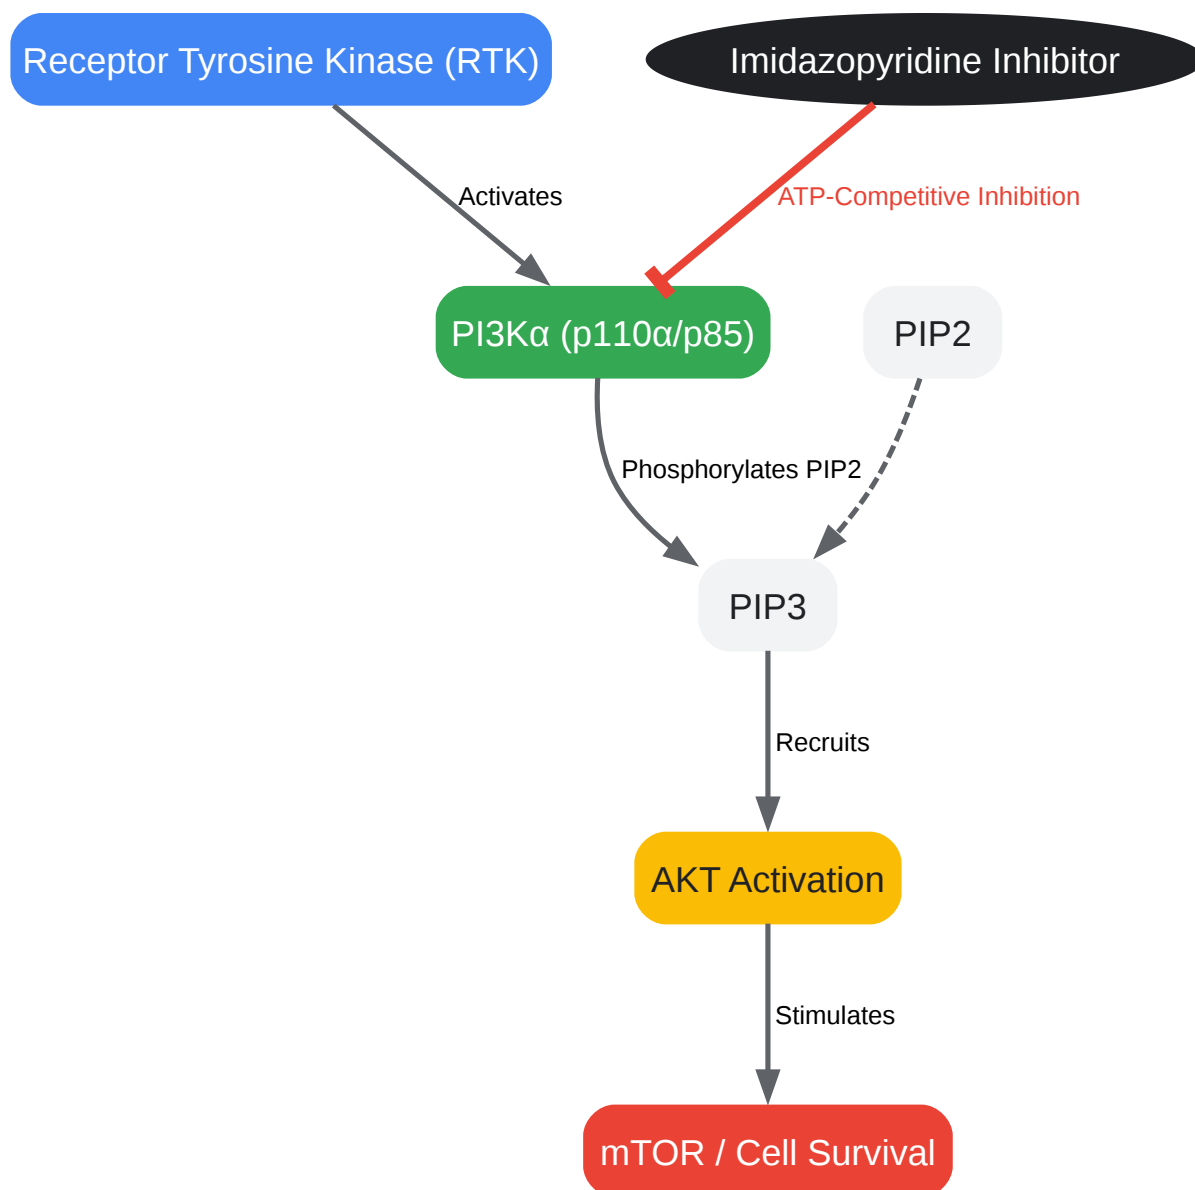 Receptor Tyrosine Kinase (RTK)
Imidazopyridine Inhibitor
Activates
ATP-Competitive Inhibition
PI3Kα (p110α/p85)
PIP2
Phosphorylates PIP2
PIP3
Recruits
AKT Activation
Stimulates
mTOR / Cell Survival